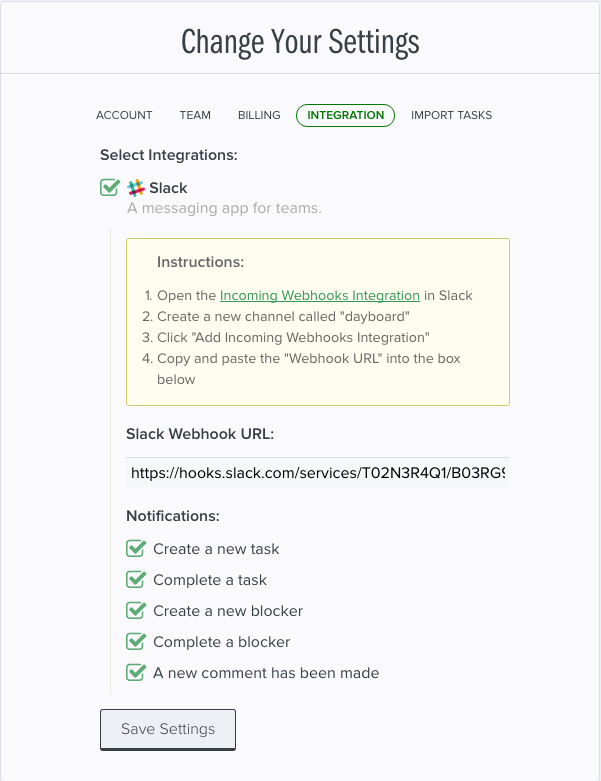 Change Your Settings
ACCOUNT TEAM BILLING INTEGRATION IMPORT TASKS
Select Integrations:
Slack
A messaging app for teams.
Instructions:
1. Open the Incoming Webhooks Integration in Slack
2. Create a new channel called "dayboard"
3. Click "Add Incoming Webhooks Integration"
4. Copy and paste the "Webhook URL" into the box
below
Slack Webhook URL:
https://hooks.slack.com/services/T02N3R4Q1/B03RG9
Notifications:
Create a new task
Complete a task
Create a new blocker
Complete a blocker
A new comment has been made
Save Settings